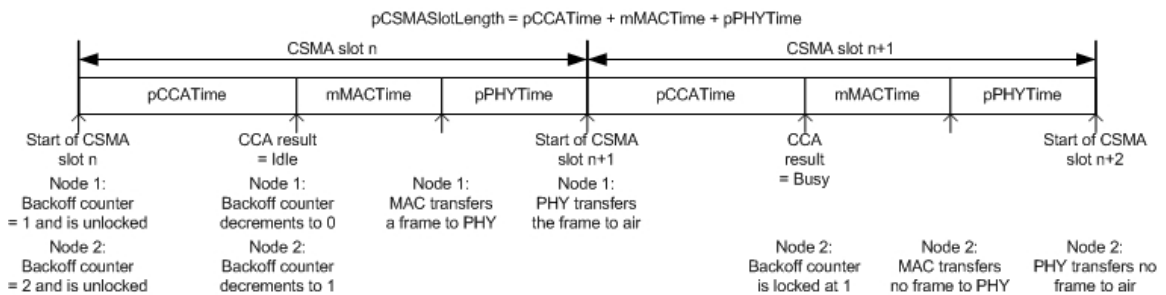 pCSMASlotLength = pCCATime + mMACTime + pPHYTime
CSMA slot n
CSMA slot n+1
pCCATime
mMACTime
pPHYTime
pCCATime
mMACTime
pPHYTime
Start of CSMA
slot n
CCA result
= Idle
Start of CSMA
slot n+1
CCA
result
= Busy
Start of CSMA
slot n+2
Node 1:
Backoff counter
= 1 and is unlocked
Node 1:
Backoff counter
decrements to 0
Node 1:
MAC transfers
a frame to PHY
Node 1:
PHY transfers
the frame to air
Node 2:
Backoff counter
= 2 and is unlocked
Node 2:
Backoff counter
decrements to 1
Node 2:
Backoff counter
is locked at 1
Node 2:
MAC transfers
no frame to PHY
Node 2:
PHY transfers no
frame to air